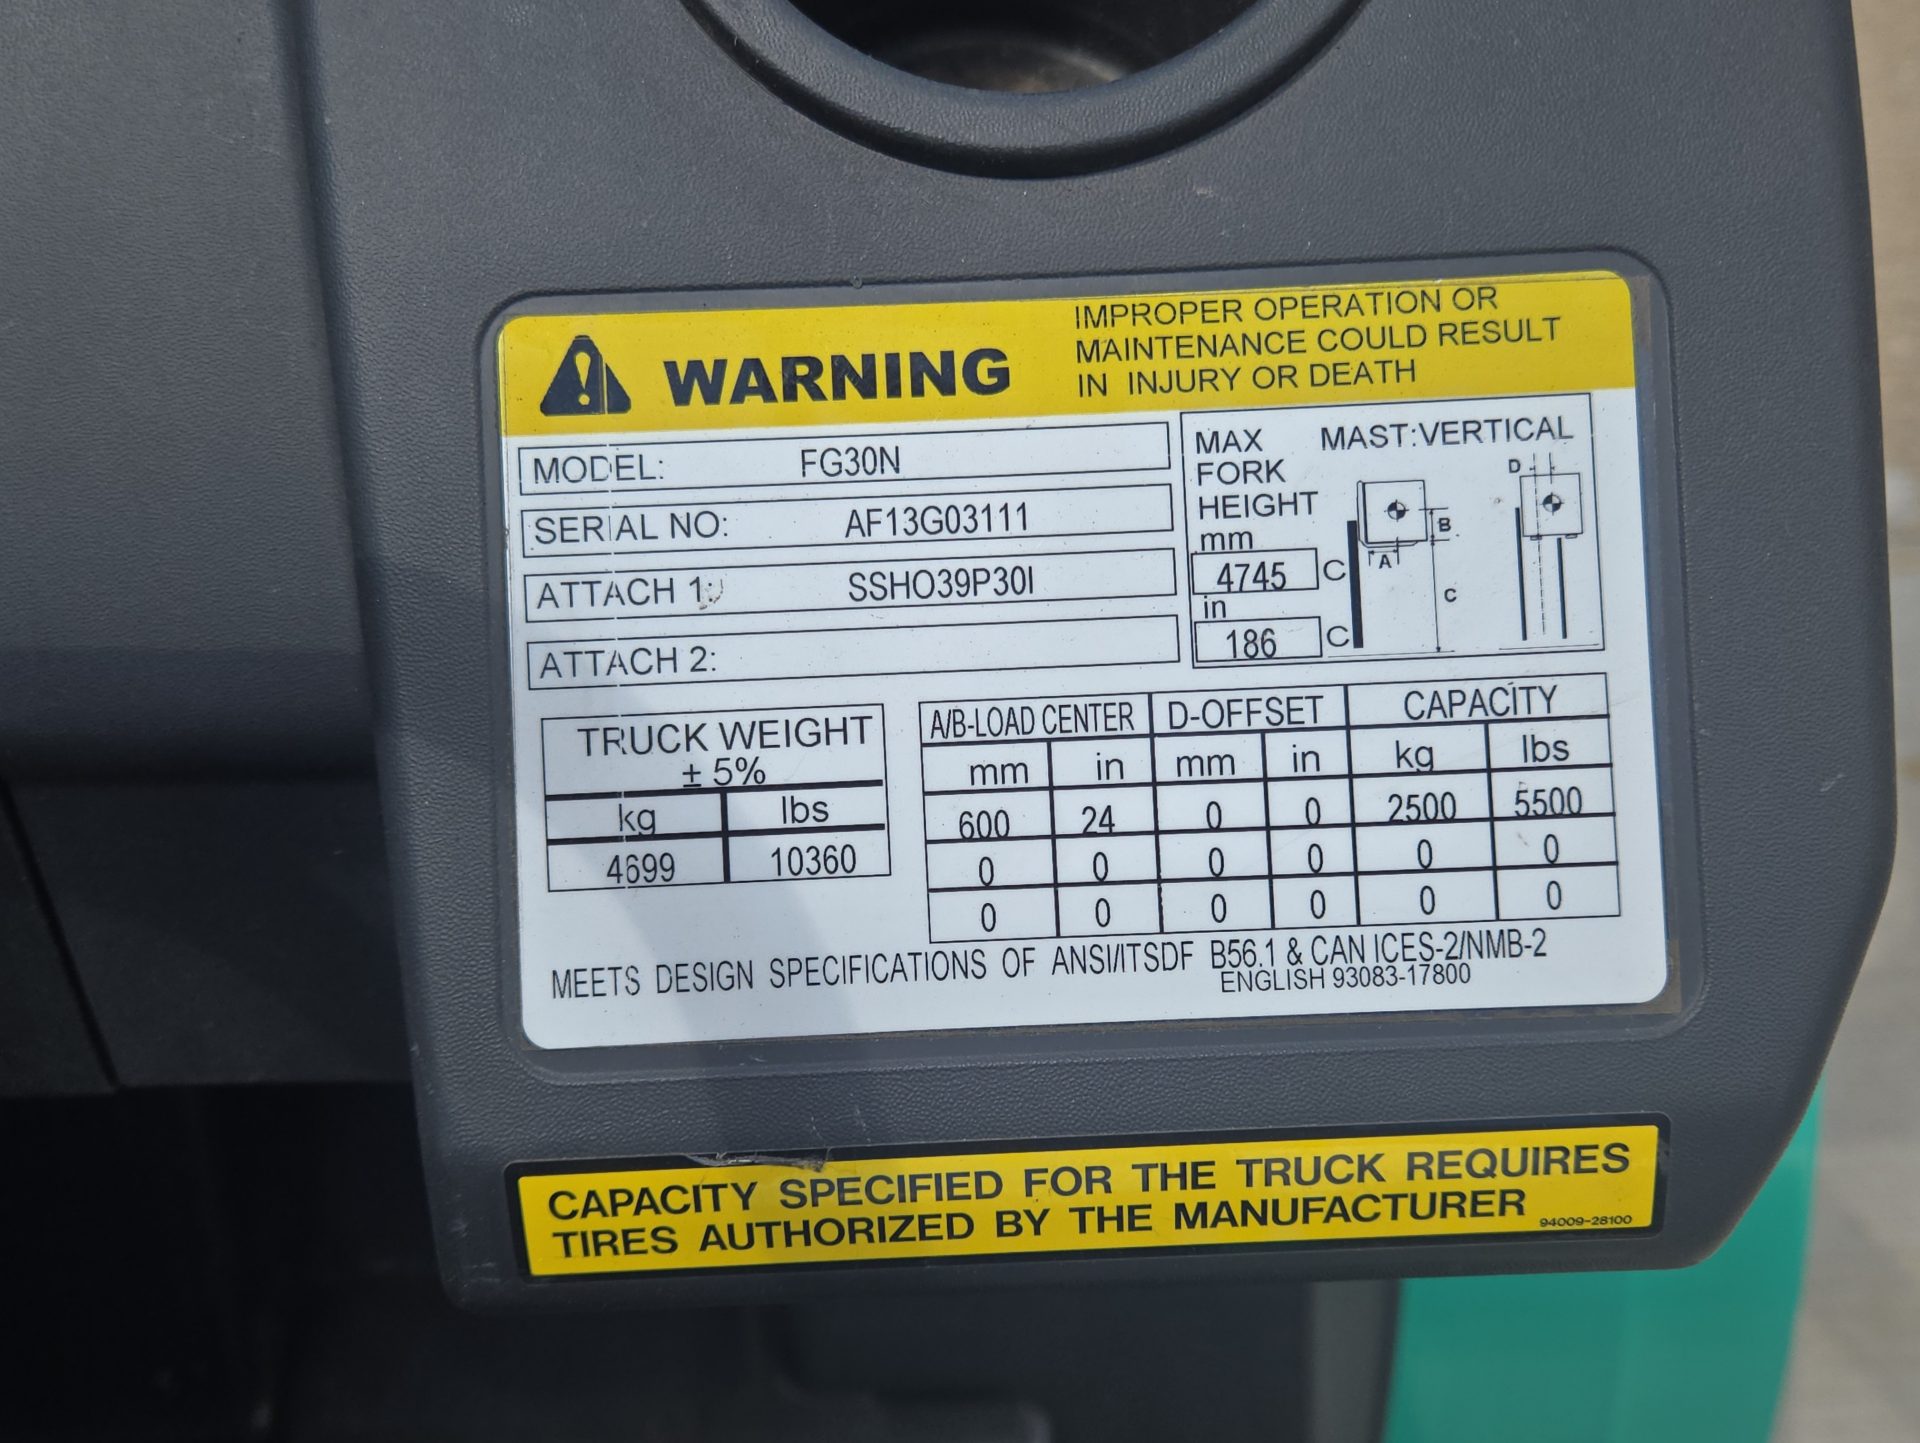 WARNING
IMPROPER OPERATION OR
MAINTENANCE COULD RESULT
IN INJURY OR DEATH
MODEL: FG30N
SERIAL NO: AF13G03111
ATTACH 1: SSHO39P30I
ATTACH 2:
MAX MAST:VERTICAL
FORK
HEIGHT
mm
4745 C
in
186 C
D
B
A
C
TRUCK WEIGHT
± 5%
kg lbs
4699 10360
A/B-LOAD CENTER D-OFFSET CAPACITY
mm in mm in kg lbs
600 24 0 0 2500 5500
0 0 0 0 0 0
0 0 0 0 0 0
MEETS DESIGN SPECIFICATIONS OF ANSI/ITSDF B56.1 & CAN ICES-2/NMB-2
ENGLISH 93083-17800
CAPACITY SPECIFIED FOR THE TRUCK REQUIRES
TIRES AUTHORIZED BY THE MANUFACTURER 94009-28100